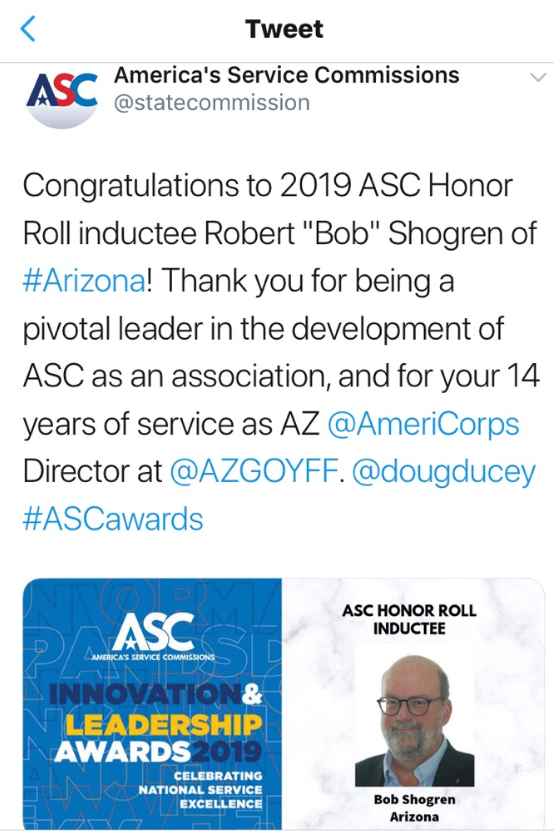 Tweet
ASC
America's Service Commissions
@statecommission
Congratulations to 2019 ASC Honor
Roll inductee Robert "Bob" Shogren of
#Arizona! Thank you for being a
pivotal leader in the development of
ASC as an association, and for your 14
years of service as AZ @AmeriCorps
Director at @AZGOYFF. @dougducey
#ASCawards
ASC
AMERICA'S SERVICE COMMISSIONS
INNOVATION&
LEADERSHIP
AWARDS2019
CELEBRATING
NATIONAL SERVICE
EXCELLENCE
ASC HONOR ROLL
INDUCTEE
Bob Shogren
Arizona